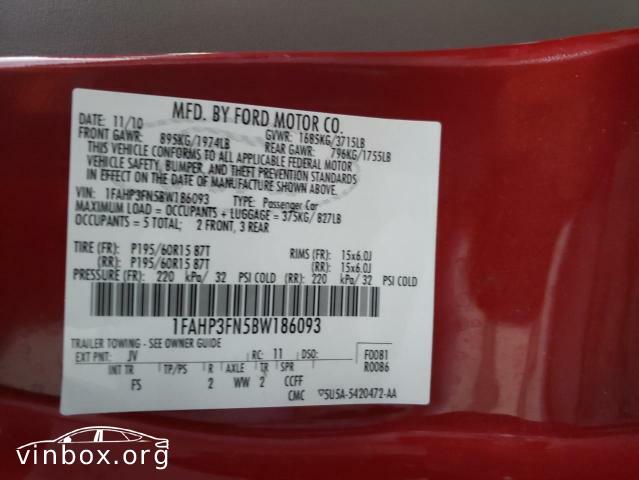 MFD. BY FORD MOTOR CO.
DATE: 11/10 GVWR: 1685KG/3715LB
FRONT GAWR: 895KG/1974LB REAR GAWR: 796KG/1755LB
THIS VEHICLE CONFORMS TO ALL APPLICABLE FEDERAL MOTOR
VEHICLE SAFETY, BUMPER, AND THEFT PREVENTION STANDARDS
IN EFFECT ON THE DATE OF MANUFACTURE SHOWN ABOVE.
VIN: 1FAHP3FN5BW186093 TYPE: Passenger Car
MAXIMUM LOAD = OCCUPANTS + LUGGAGE = 375KG/827LB
OCCUPANTS = 5 TOTAL; 2 FRONT, 3 REAR
TIRE (FR): P195/60R15 87T RIMS (FR): 15x6.0J
(RR): P195/60R15 87T (RR): 15x6.0J
PRESSURE (FR): 220 kPa/ 32 PSI COLD (RR): 220 kPa/ 32 PSI COLD
1FAHP3FN5BW186093
TRAILER TOWING - SEE OWNER GUIDE F0081
EXT PNT: JV RC: 11 DSO: R0086
INT TR TP/PS R AXLE TR SPR
FS 2 WW 2 CCFF
CMC ▽5U5A-5420472-AA
vinbox.org